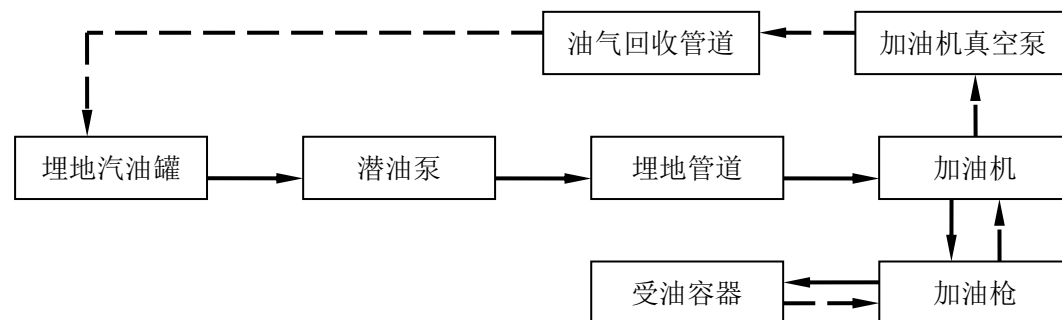 油气回收管道
加油机真空泵
埋地汽油罐
潜油泵
埋地管道
加油机
受油容器
加油枪